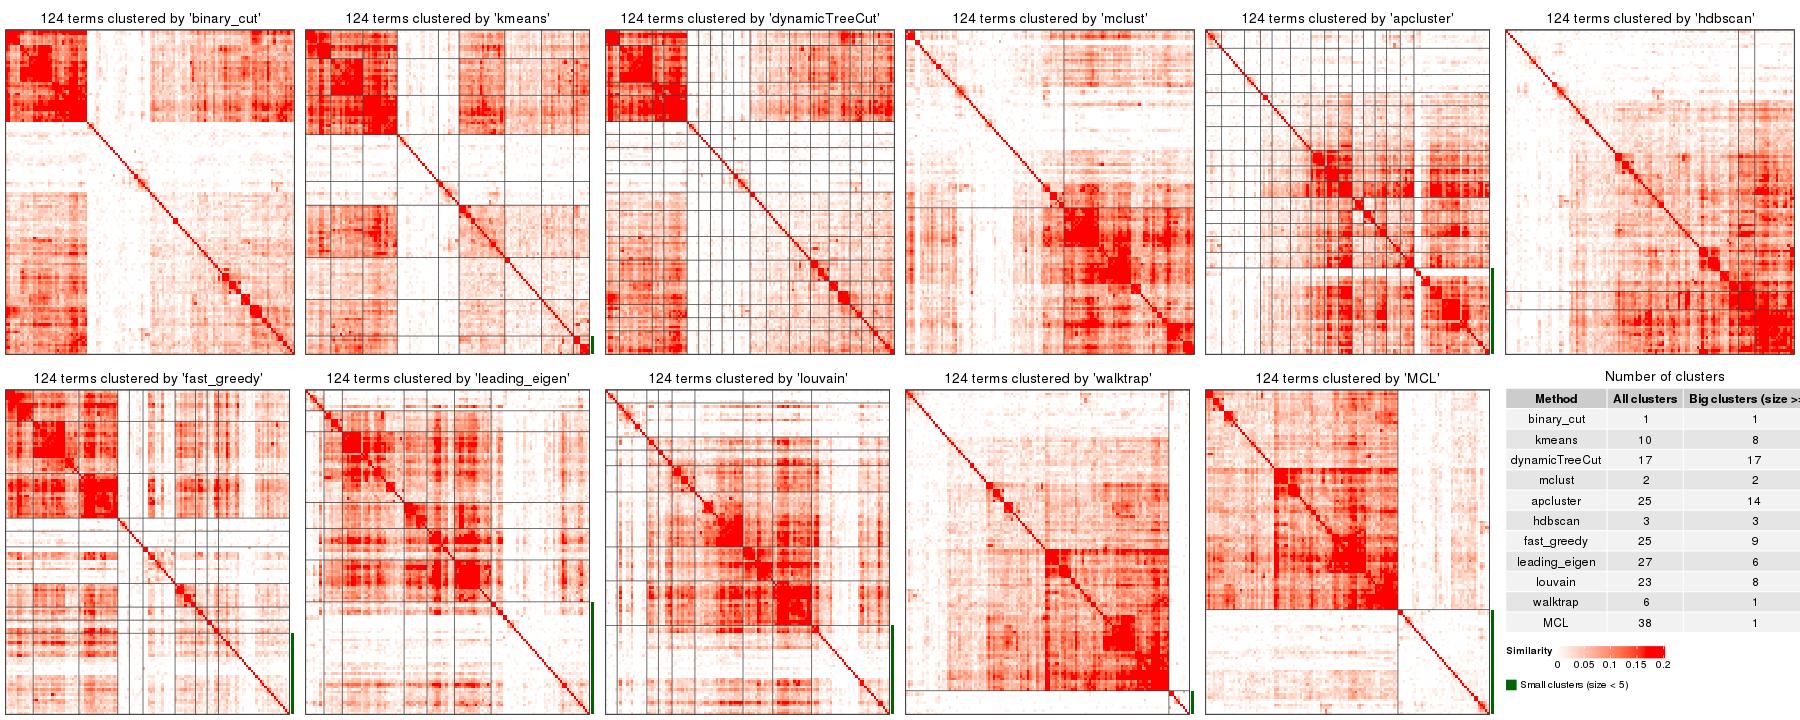 124 terms clustered by 'binary_cut'
124 terms clustered by 'kmeans'
124 terms clustered by 'dynamicTreeCut'
124 terms clustered by 'mclust'
124 terms clustered by 'apcluster'
124 terms clustered by 'hdbscan'
124 terms clustered by 'fast_greedy'
124 terms clustered by 'leading_eigen'
124 terms clustered by 'louvain'
124 terms clustered by 'walktrap'
124 terms clustered by 'MCL'
Number of clusters
Method All clusters Big clusters (size >=
binary_cut 1 1
kmeans 10 8
dynamicTreeCut 17 17
mclust 2 2
apcluster 25 14
hdbscan 3 3
fast_greedy 25 9
leading_eigen 27 6
louvain 23 8
walktrap 6 1
MCL 38 1
Similarity
0 0.05 0.1 0.15 0.2
Small clusters (size < 5)